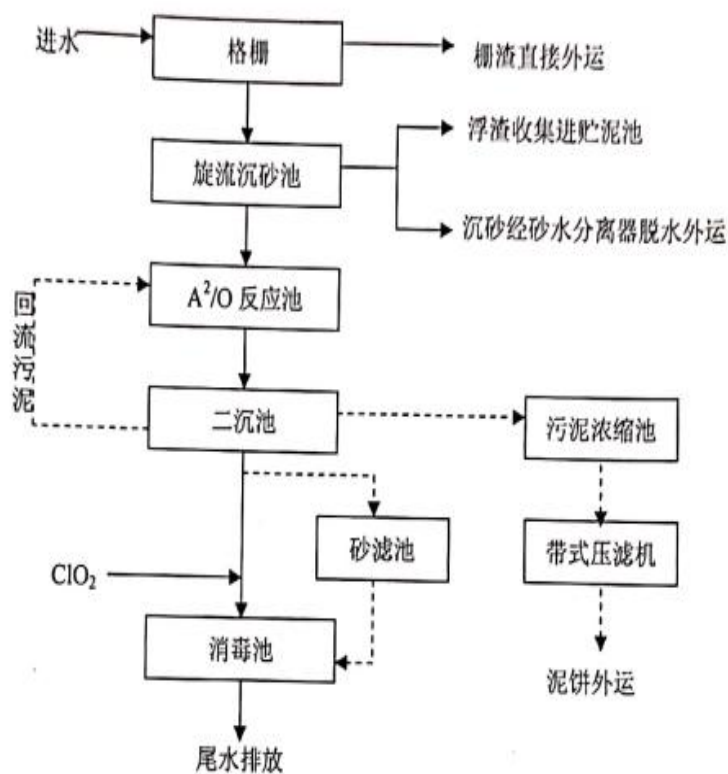 进水
格栅
栅渣直接外运
浮渣收集进贮泥池
旋流沉砂池
沉砂经砂水分离器脱水外运
回流污泥
A²/O 反应池
二沉池
污泥浓缩池
砂滤池
带式压滤机
ClO₂
消毒池
泥饼外运
尾水排放